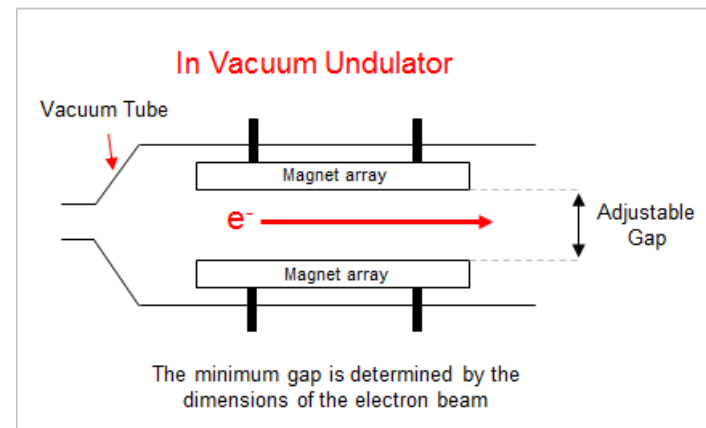 In Vacuum Undulator
Vacuum Tube
Magnet array
e-
Adjustable
Gap
Magnet array
The minimum gap is determined by the
dimensions of the electron beam